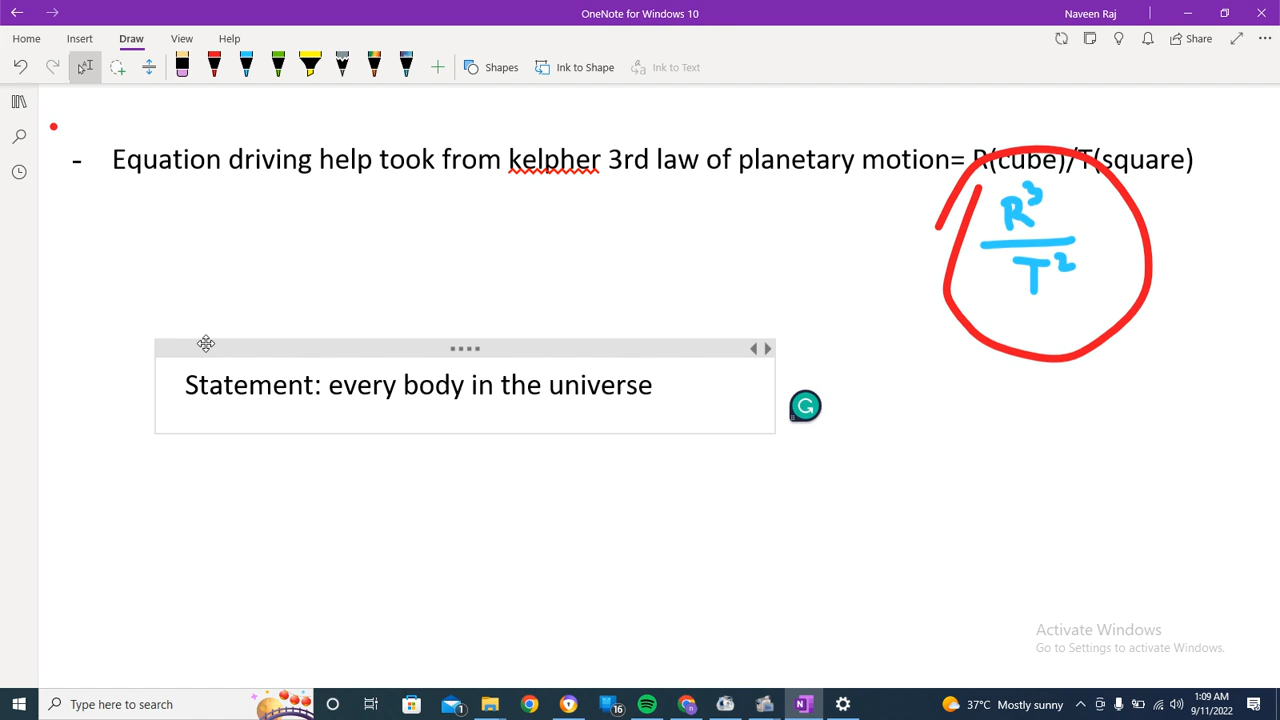 OneNote for Windows 10
Naveen Raj
Home Insert Draw View Help
Share
Shapes Ink to Shape Ink to Text
- Equation driving help took from kelpher 3rd law of planetary motion= R(cube)/T(square)
R³
T²
Statement: every body in the universe
G
Activate Windows
Go to Settings to activate Windows.
Type here to search
1
16
N
37°C Mostly sunny
1:09 AM
9/11/2022